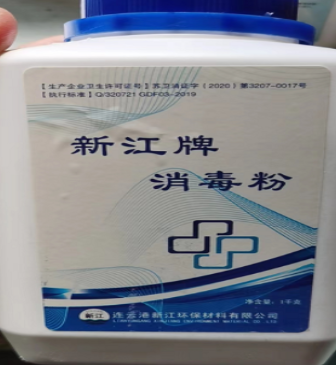 【生产企业卫生许可证号】苏卫消证字（2020）第3207-0017号
【执行标准】Q/320721 GDF03-2019
新江牌
消毒粉
净含量：1千克
新江
连云港新江环保材料有限公司